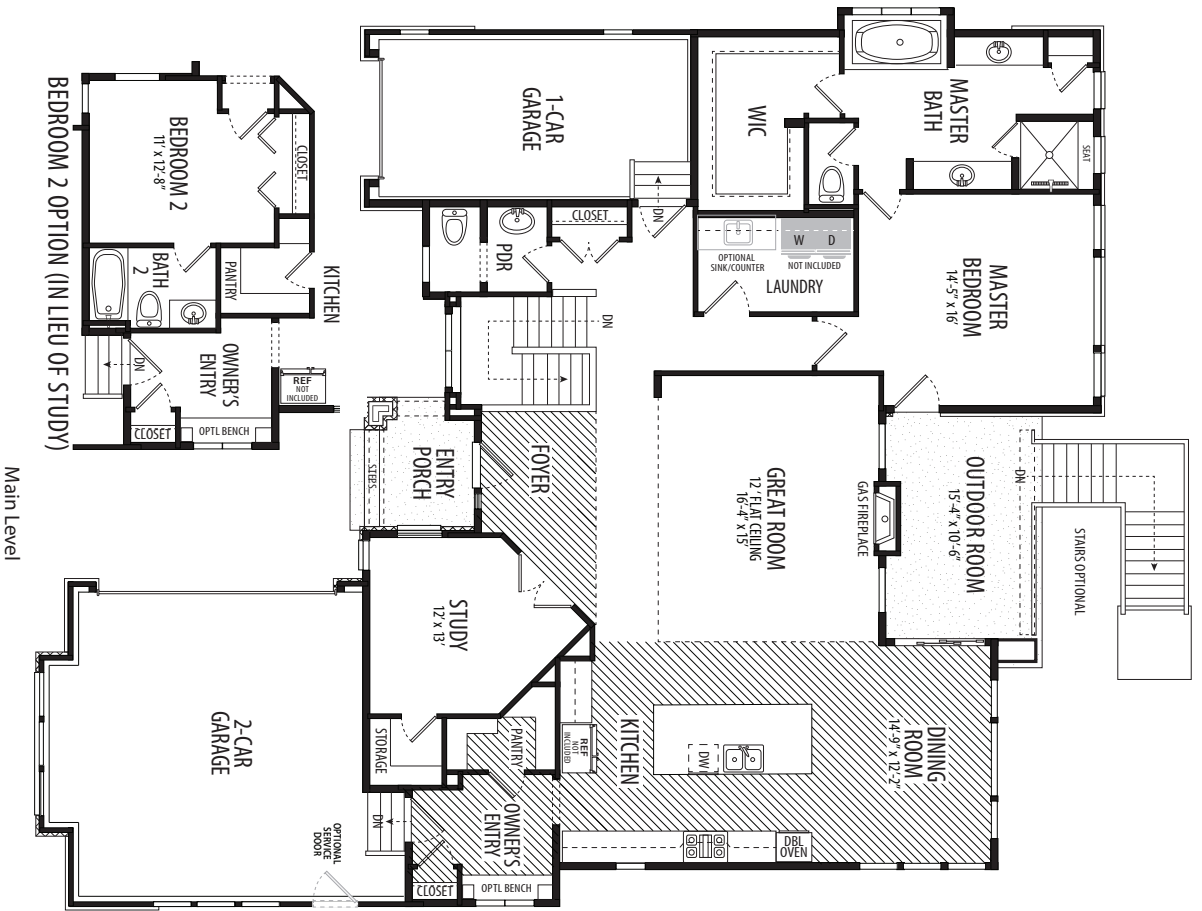 1-CAR
GARAGE
WIC
MASTER
BATH
SEAT
BEDROOM 2
11' x 12'-8"
CLOSET
BATH
2
PANTRY
KITCHEN
OWNER'S
ENTRY
REF
NOT
INCLUDED
DN
CLOSET
OPTL BENCH
BEDROOM 2 OPTION (IN LIEU OF STUDY)
PDR
CLOSET
DN
OPTIONAL
SINK/COUNTER
W D
NOT INCLUDED
LAUNDRY
MASTER
BEDROOM
14'-5" x 16'
DN
ENTRY
PORCH
STEPS
FOYER
GREAT ROOM
12' FLAT CEILING
16'-4" x 15'
GAS FIREPLACE
OUTDOOR ROOM
15'-4" x 10'-6"
DN
STAIRS OPTIONAL
Main Level
STUDY
12' x 13'
2-CAR
GARAGE
STORAGE
PANTRY
REF
NOT
INCLUDED
KITCHEN
DW
DINING
ROOM
14'-9" x 12'-2"
DN
OWNER'S
ENTRY
OPTIONAL
SERVICE
DOOR
CLOSET
OPTL BENCH
DBL
OVEN